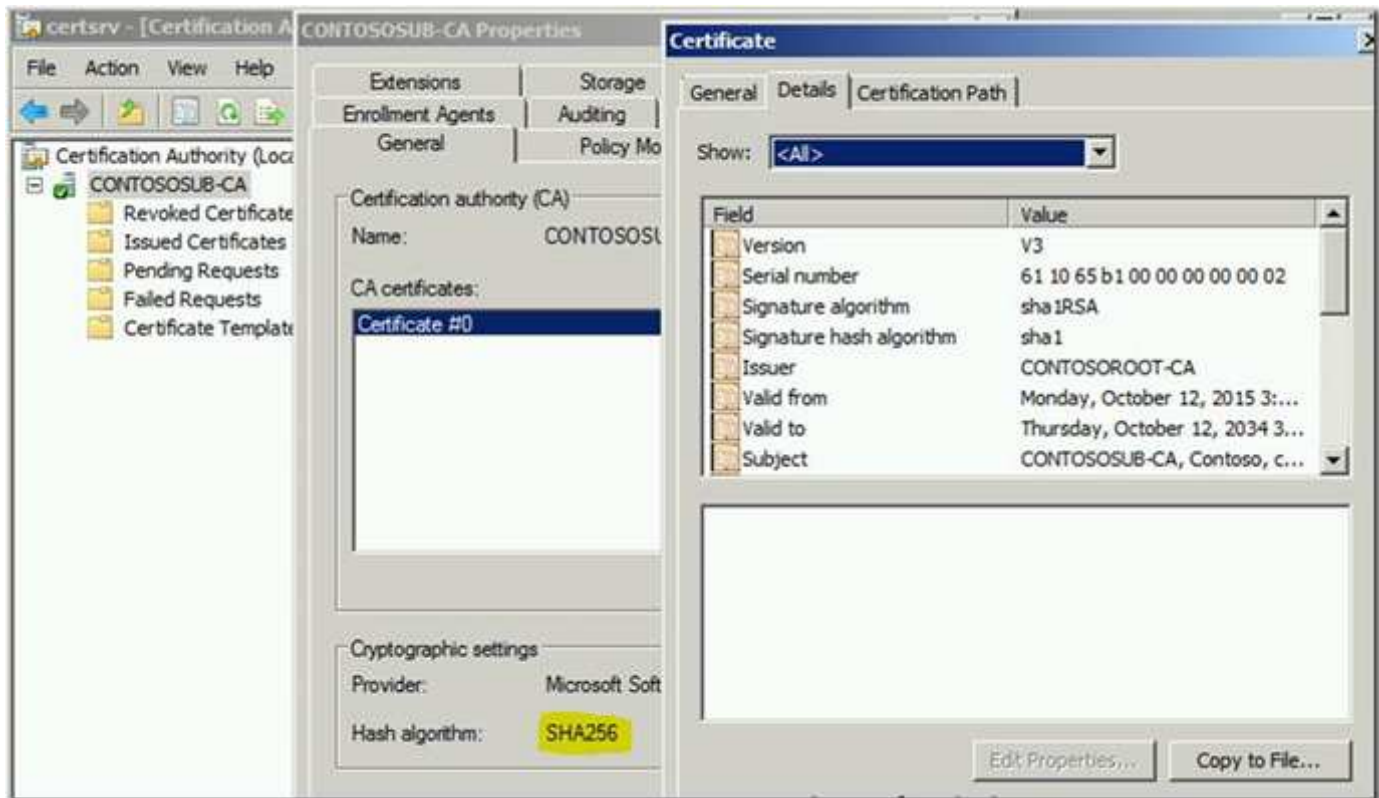 certsrv - [Certification A
File Action View Help
Certification Authority (Loca
CONTOSOSUB-CA
Revoked Certificate
Issued Certificates
Pending Requests
Failed Requests
Certificate Template
CONTOSOSUB-CA Properties
Extensions Storage
Enrollment Agents Auditing
General Policy Mo
Certification authority (CA)
Name: CONTOSOSU
CA certificates:
Certificate #0
Cryptographic settings
Provider: Microsoft Soft
Hash algorithm: SHA256
Certificate
General Details Certification Path
Show: <All>
Field Value
Version V3
Serial number 61 10 65 b1 00 00 00 00 00 02
Signature algorithm sha1RSA
Signature hash algorithm sha1
Issuer CONTOSOROOT-CA
Valid from Monday, October 12, 2015 3:...
Valid to Thursday, October 12, 2034 3...
Subject CONTOSOSUB-CA, Contoso, c...
Edit Properties... Copy to File...